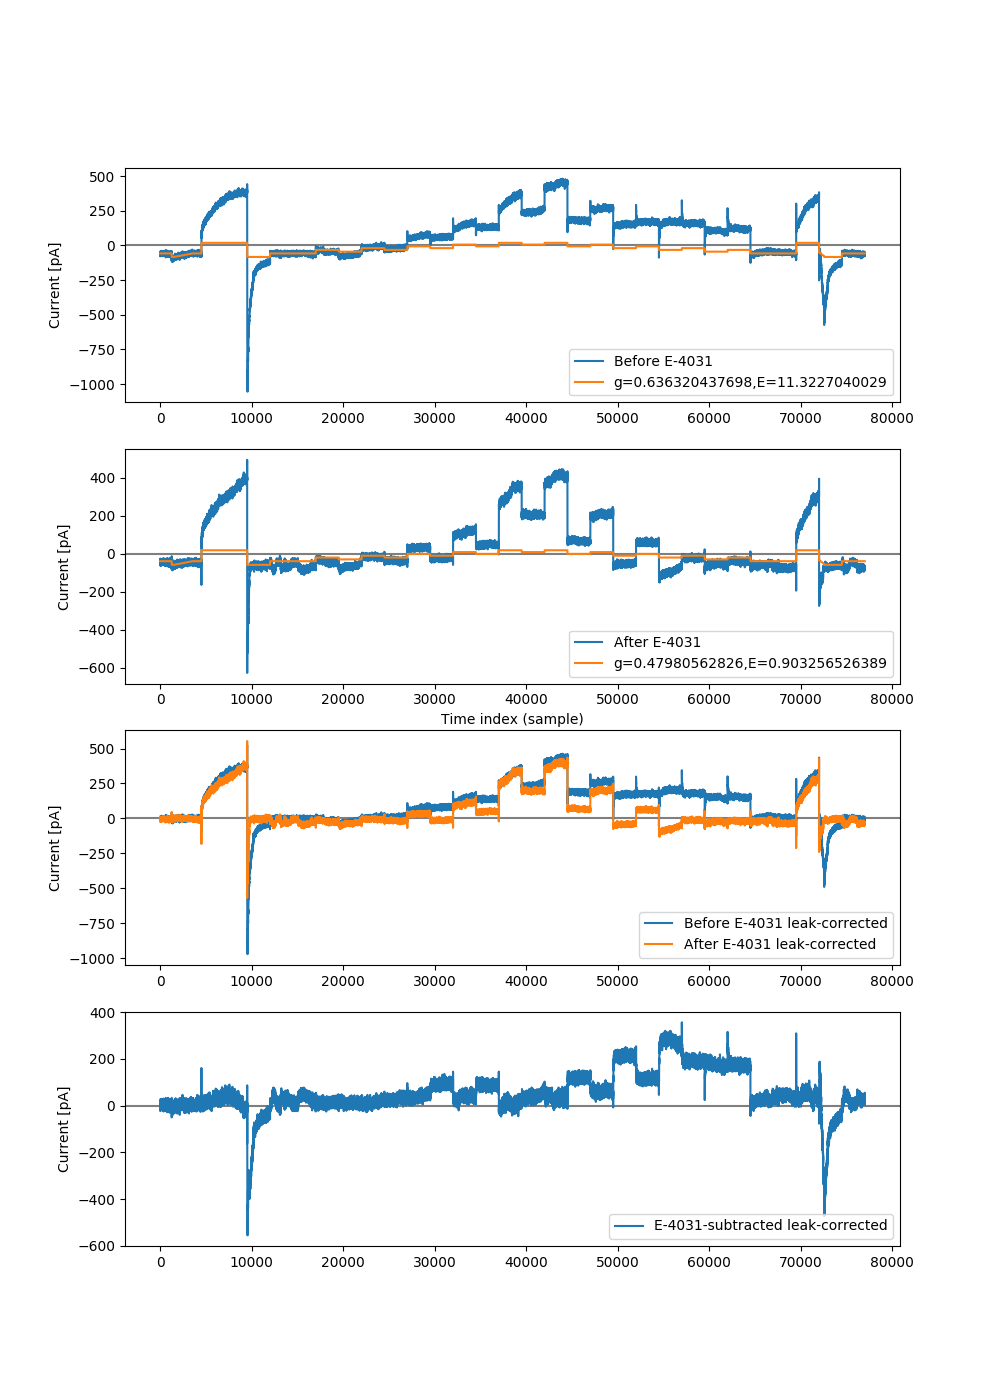 500
250
0
−250
−500
−750
−1000
Current [pA]
Before E-4031
g=0.636320437698,E=11.3227040029
0 10000 20000 30000 40000 50000 60000 70000 80000
400
200
0
−200
−400
−600
Current [pA]
After E-4031
g=0.47980562826,E=0.903256526389
0 10000 20000 30000 40000 50000 60000 70000 80000
Time index (sample)
500
250
0
−250
−500
−750
−1000
Current [pA]
Before E-4031 leak-corrected
After E-4031 leak-corrected
0 10000 20000 30000 40000 50000 60000 70000 80000
400
200
0
−200
−400
−600
Current [pA]
E-4031-subtracted leak-corrected
0 10000 20000 30000 40000 50000 60000 70000 80000